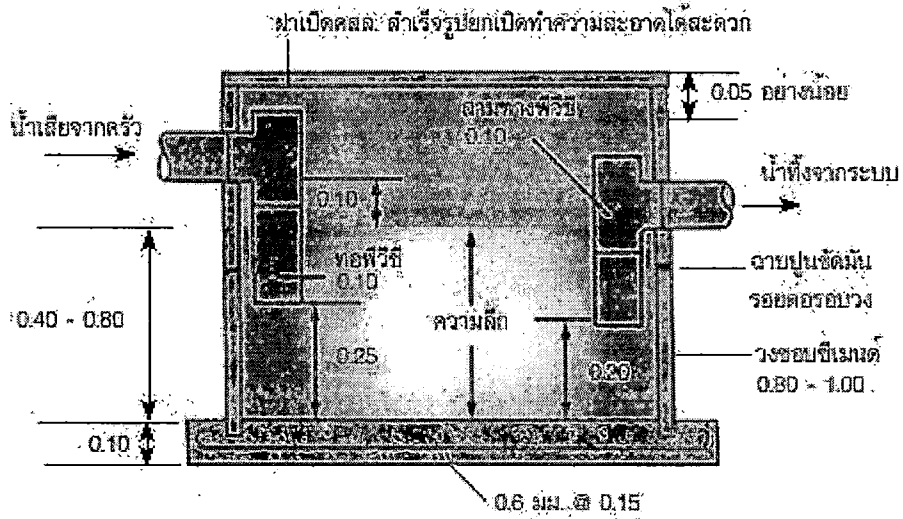 ฝาเปิดคสล. สำเร็จรูปยกเปิดทำความสะอาดได้สะดวก
0.05 อย่างน้อย
น้ำเสียจากครัว
สามทางพีวีซี
0.10
น้ำทิ้งจากระบบ
0.10
ท่อพีวีซี
0.10
ฉาบปูนขัดมัน
รอยต่อรอบวง
0.40 - 0.80
ความลึก
0.25
0.20
วงขอบซีเมนต์
0.80 - 1.00
0.10
0.6 มม. @ 0.15